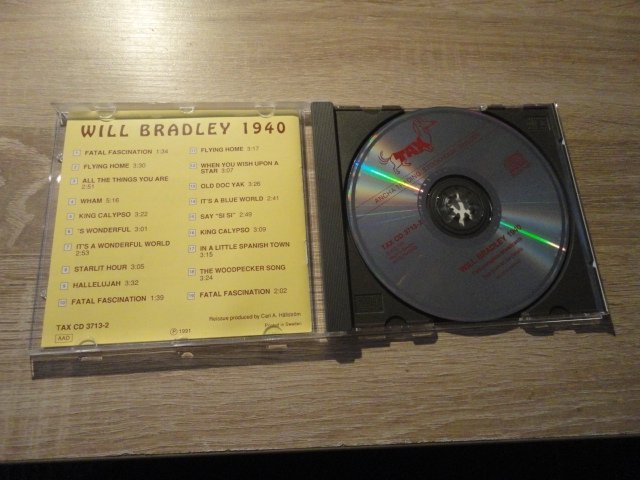 WILL BRADLEY 1940
1 FATAL FASCINATION 1:34
2 FLYING HOME 3:30
3 ALL THE THINGS YOU ARE
2:51
4 WHAM 5:16
5 KING CALYPSO 3:22
6 'S WONDERFUL 3:01
7 IT'S A WONDERFUL WORLD
2:53
8 STARLIT HOUR 3:05
9 HALLELUJAH 3:32
10 FATAL FASCINATION 1:39
11 FLYING HOME 3:17
12 WHEN YOU WISH UPON A
STAR 3:07
13 OLD DOC YAK 3:26
14 IT'S A BLUE WORLD 2:41
15 SAY "SI SI" 2:49
16 KING CALYPSO 3:09
17 IN A LITTLE SPANISH TOWN
3:15
18 THE WOODPECKER SONG
3:24
19 FATAL FASCINATION 2:02
Reissue produced by Carl A. Hällström
TAX CD 3713-2
℗ 1991
Printed in Sweden
AAD
TAX
TAX CD 3713-2
WILL BRADLEY 1940